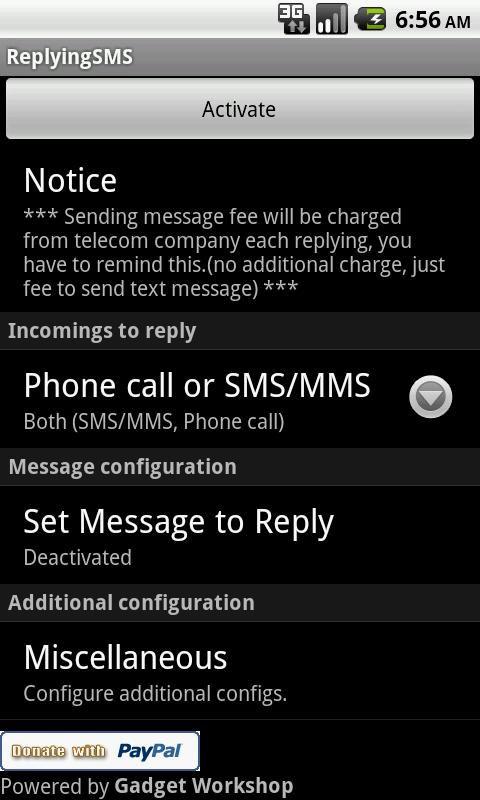 3G 6:56 AM
ReplyingSMS
Activate
Notice
*** Sending message fee will be charged
from telecom company each replying, you
have to remind this.(no additional charge, just
fee to send text message) ***
Incomings to reply
Phone call or SMS/MMS
Both (SMS/MMS, Phone call)
Message configuration
Set Message to Reply
Deactivated
Additional configuration
Miscellaneous
Configure additional configs.
Donate with PayPal
Powered by Gadget Workshop